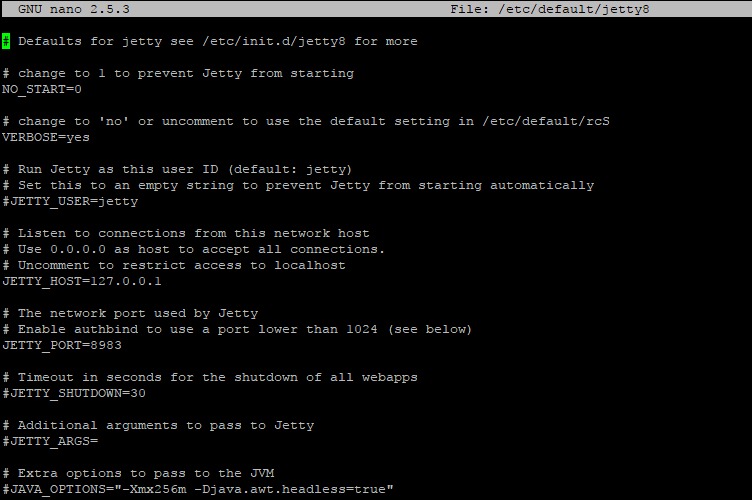 GNU nano 2.5.3 File: /etc/default/jetty8
# Defaults for jetty see /etc/init.d/jetty8 for more
# change to 1 to prevent Jetty from starting
NO_START=0
# change to 'no' or uncomment to use the default setting in /etc/default/rcS
VERBOSE=yes
# Run Jetty as this user ID (default: jetty)
# Set this to an empty string to prevent Jetty from starting automatically
#JETTY_USER=jetty
# Listen to connections from this network host
# Use 0.0.0.0 as host to accept all connections.
# Uncomment to restrict access to localhost
JETTY_HOST=127.0.0.1
# The network port used by Jetty
# Enable authbind to use a port lower than 1024 (see below)
JETTY_PORT=8983
# Timeout in seconds for the shutdown of all webapps
#JETTY_SHUTDOWN=30
# Additional arguments to pass to Jetty
#JETTY_ARGS=
# Extra options to pass to the JVM
#JAVA_OPTIONS="-Xmx256m -Djava.awt.headless=true"